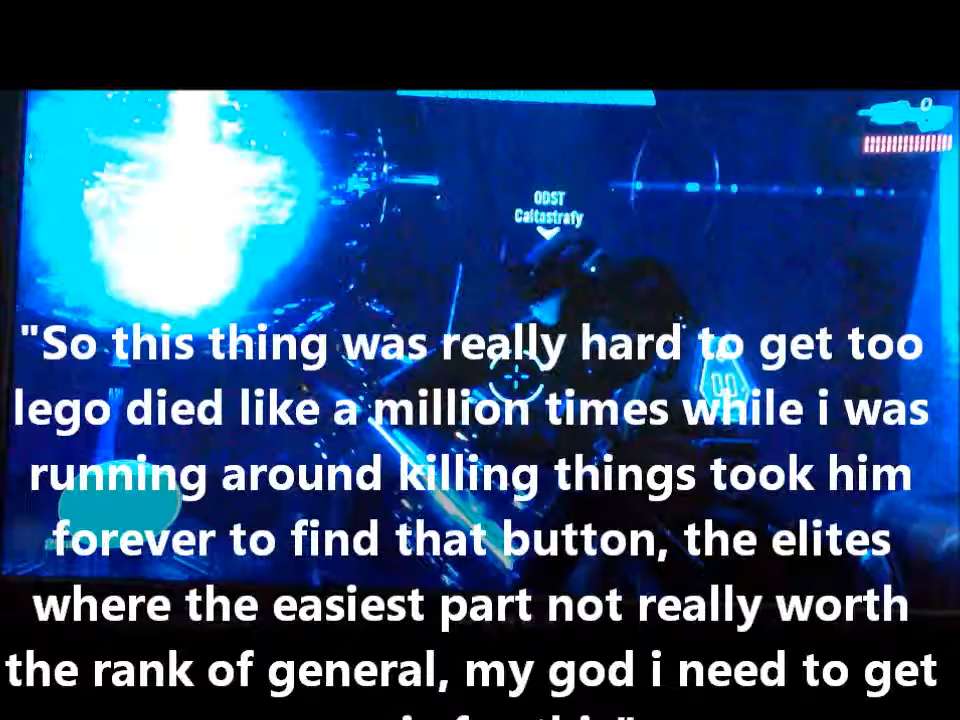 0
ODST
Caltastrafy
"So this thing was really hard to get too
lego died like a million times while i was
running around killing things took him
forever to find that button, the elites
where the easiest part not really worth
the rank of general, my god i need to get